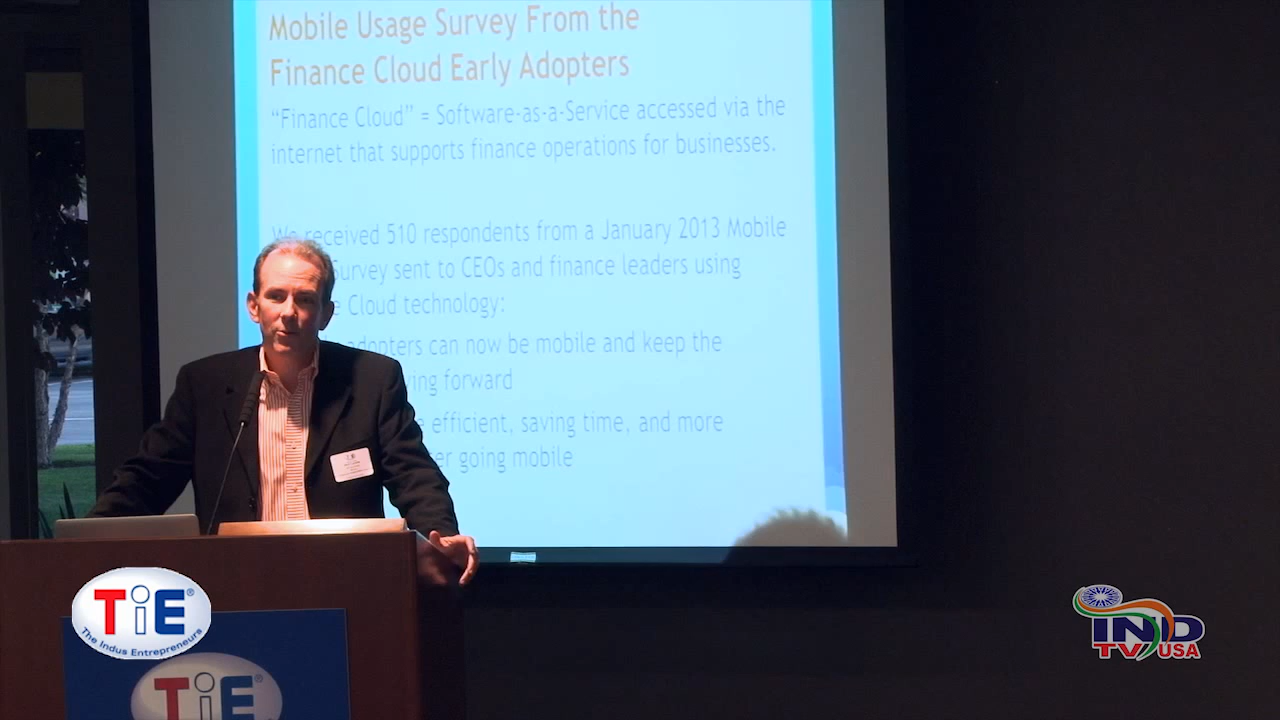 Mobile Usage Survey From the
Finance Cloud Early Adopters
“Finance Cloud” = Software-as-a-Service accessed via the
internet that supports finance operations for businesses.
We received 510 respondents from a January 2013 Mobile
Survey sent to CEOs and finance leaders using
Cloud technology:
adopters can now be mobile and keep the
forward
efficient, saving time, and more
going mobile
TiE®
The Indus Entrepreneurs
TiE®
IND
TV USA